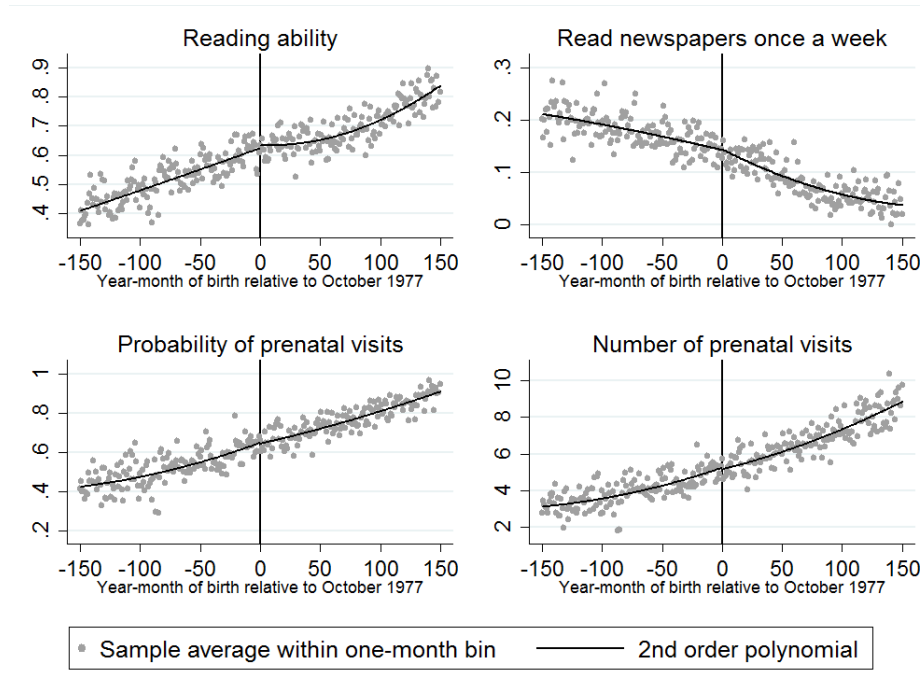 Reading ability
.9
.8
.7
.6
.5
.4
-150 -100 -50 0 50 100 150
Year-month of birth relative to October 1977
Read newspapers once a week
.3
.2
.1
0
-150 -100 -50 0 50 100 150
Year-month of birth relative to October 1977
Probability of prenatal visits
1
.8
.6
.4
.2
-150 -100 -50 0 50 100 150
Year-month of birth relative to October 1977
Number of prenatal visits
10
8
6
4
2
-150 -100 -50 0 50 100 150
Year-month of birth relative to October 1977
Sample average within one-month bin 2nd order polynomial